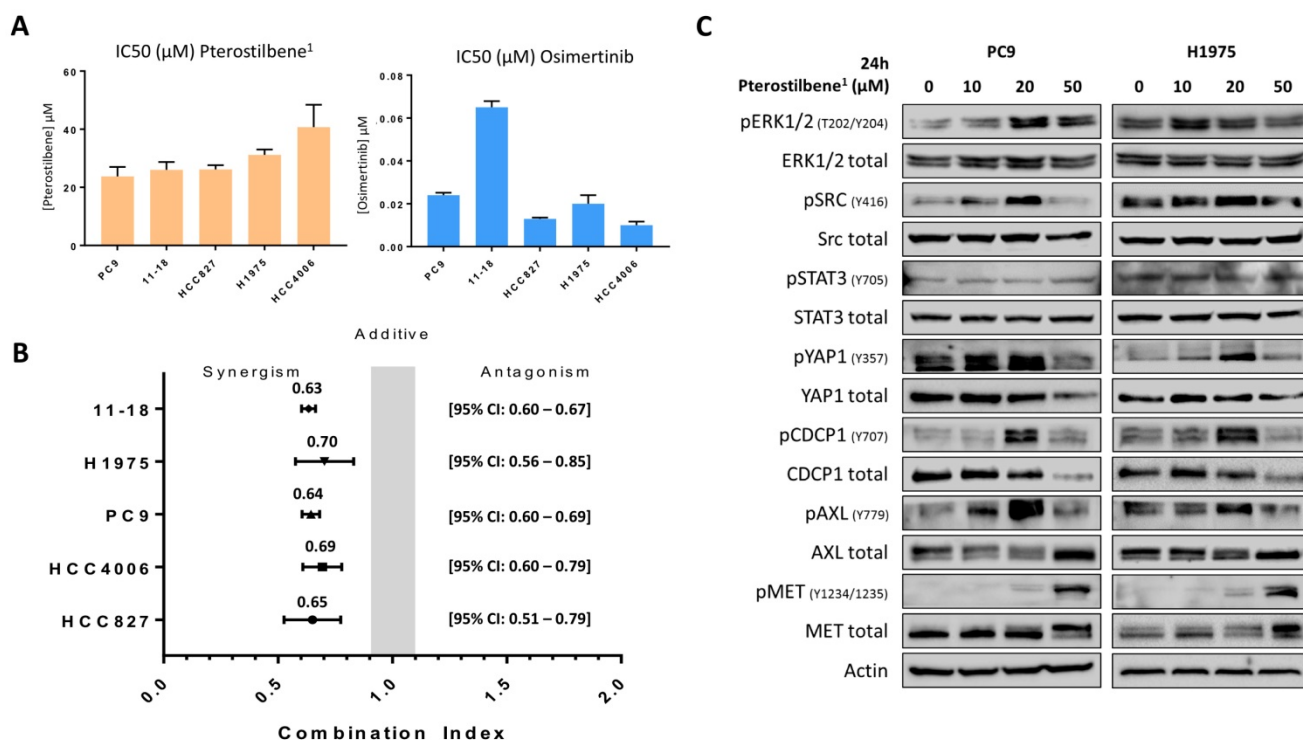 A
IC50 (µM) Pterostilbene¹
[Pterostilbene] µM
60
40
20
0
PC9
11-18
HCC827
H1975
HCC4006
IC50 (µM) Osimertinib
[Osimertinib] µM
0.08
0.06
0.04
0.02
0.00
PC9
11-18
HCC827
H1975
HCC4006
B
Additive
Synergism
Antagonism
11-18
0.63
[95% CI: 0.60 – 0.67]
H1975
0.70
[95% CI: 0.56 – 0.85]
PC9
0.64
[95% CI: 0.60 – 0.69]
HCC4006
0.69
[95% CI: 0.60 – 0.79]
HCC827
0.65
[95% CI: 0.51 – 0.79]
0.0
0.5
1.0
1.5
2.0
Combination Index
C
PC9
H1975
24h
Pterostilbene¹ (µM)
0 10 20 50
0 10 20 50
pERK1/2 (T202/Y204)
ERK1/2 total
pSRC (Y416)
Src total
pSTAT3 (Y705)
STAT3 total
pYAP1 (Y357)
YAP1 total
pCDCP1 (Y707)
CDCP1 total
pAXL (Y779)
AXL total
pMET (Y1234/1235)
MET total
Actin